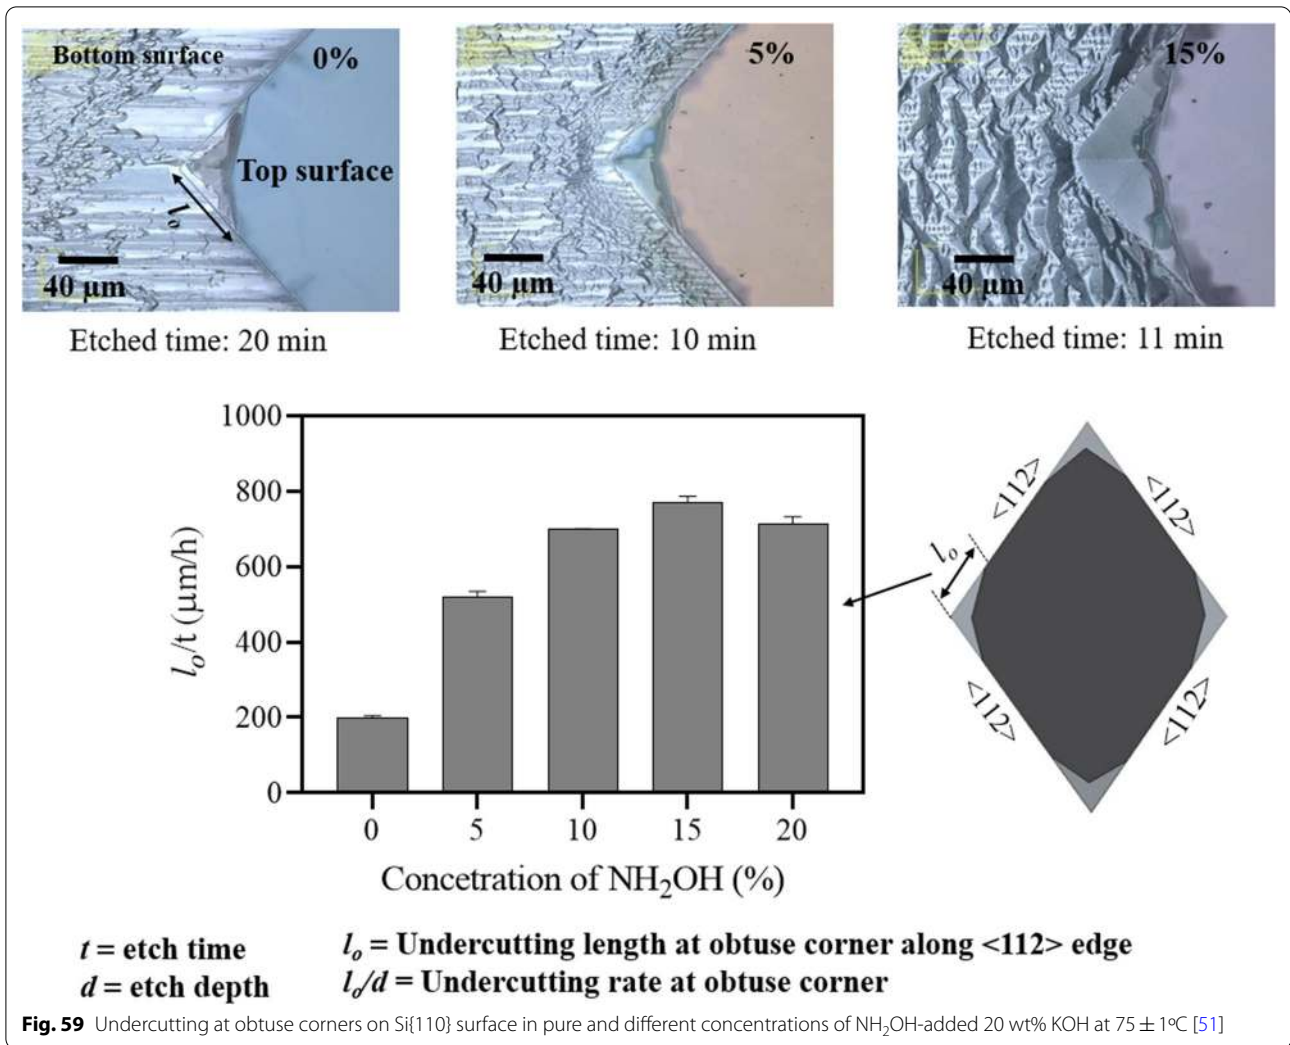 Bottom surface
0%
Top surface
lₒ
40 µm
5%
40 µm
15%
40 µm
Etched time: 20 min
Etched time: 10 min
Etched time: 11 min
1000
800
600
400
200
0
lₒ/t (µm/h)
0 5 10 15 20
Concetration of NH₂OH (%)
<112>
<112>
lₒ
<112>
<112>
t = etch time
lₒ = Undercutting length at obtuse corner along <112> edge
d = etch depth
lₒ/d = Undercutting rate at obtuse corner
Fig. 59 Undercutting at obtuse corners on Si{110} surface in pure and different concentrations of NH₂OH-added 20 wt% KOH at 75 ± 1ºC [51]